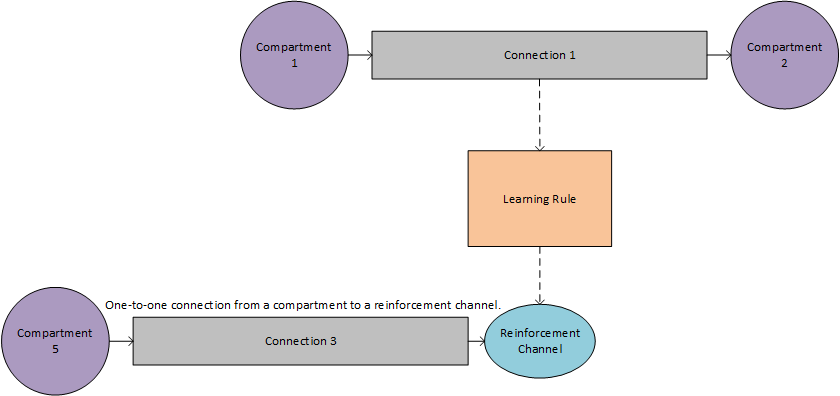 Compartment
1
Connection 1
Compartment
2
Learning Rule
One-to-one connection from a compartment to a reinforcement channel.
Compartment
5
Connection 3
Reinforcement
Channel